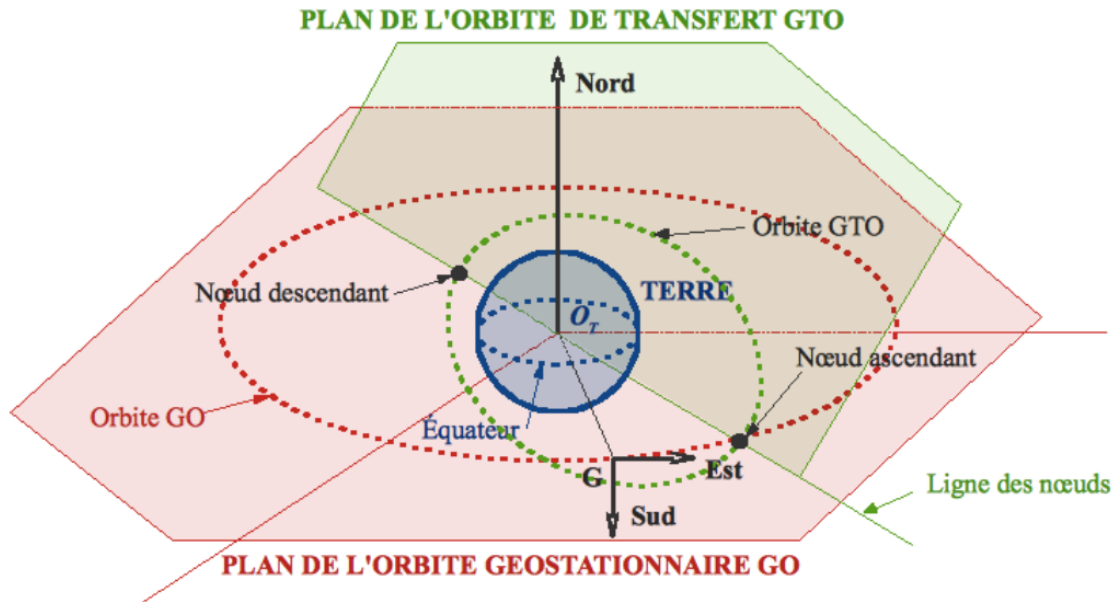 PLAN DE L'ORBITE DE TRANSFERT GTO
Nord
Orbite GTO
Nœud descendant
TERRE
O_T
Nœud ascendant
Orbite GO
Équateur
G
Est
Sud
Ligne des nœuds
PLAN DE L'ORBITE GEOSTATIONNAIRE GO